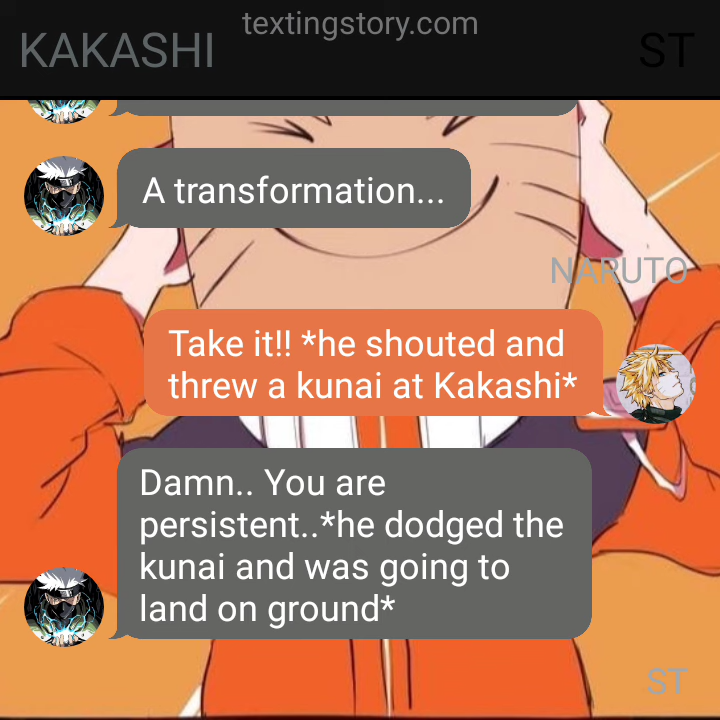 textingstory.com
KAKASHI
ST
A transformation...
NARUTO
Take it!! *he shouted and
threw a kunai at Kakashi*
Damn.. You are
persistent..*he dodged the
kunai and was going to
land on ground*
ST